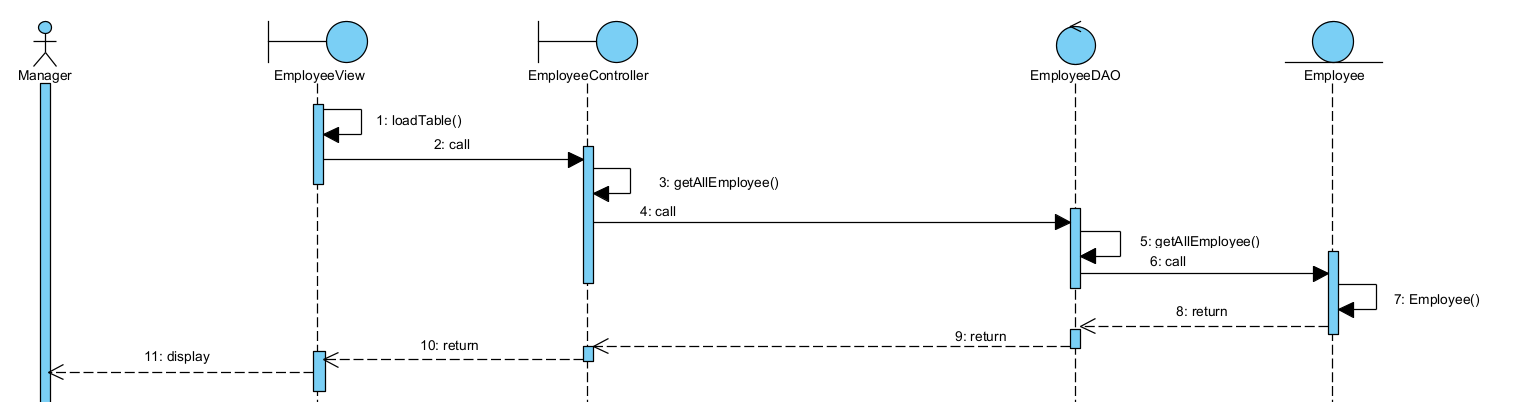 Manager
EmployeeView
EmployeeController
EmployeeDAO
Employee
1: loadTable()
2: call
3: getAllEmployee()
4: call
5: getAllEmployee()
6: call
7: Employee()
8: return
9: return
10: return
11: display